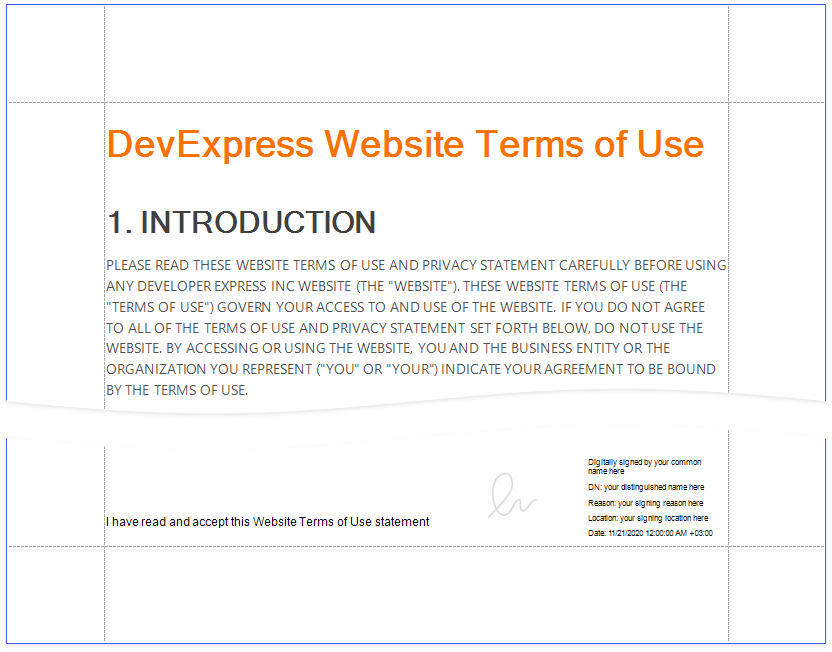 DevExpress Website Terms of Use
1. INTRODUCTION
PLEASE READ THESE WEBSITE TERMS OF USE AND PRIVACY STATEMENT CAREFULLY BEFORE USING
ANY DEVELOPER EXPRESS INC WEBSITE (THE "WEBSITE"). THESE WEBSITE TERMS OF USE (THE
"TERMS OF USE") GOVERN YOUR ACCESS TO AND USE OF THE WEBSITE. IF YOU DO NOT AGREE
TO ALL OF THE TERMS OF USE AND PRIVACY STATEMENT SET FORTH BELOW, DO NOT USE THE
WEBSITE. BY ACCESSING OR USING THE WEBSITE, YOU AND THE BUSINESS ENTITY OR THE
ORGANIZATION YOU REPRESENT ("YOU" OR "YOUR") INDICATE YOUR AGREEMENT TO BE BOUND
BY THE TERMS OF USE.
Digitally signed by your common
name here
DN: your distinguished name here
Reason: your signing reason here
Location: your signing location here
Date: 11/21/2020 12:00:00 AM +03:00
I have read and accept this Website Terms of Use statement